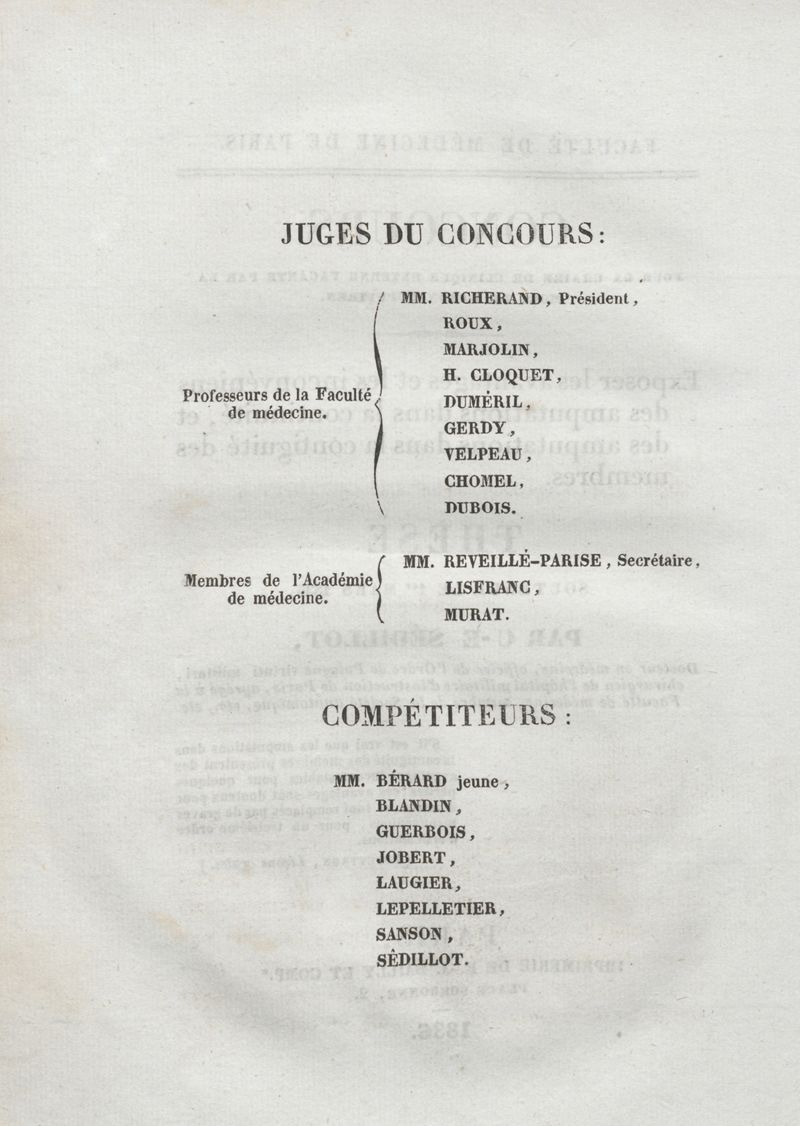 JUGES DU CONCOURS:
Professeurs de la Faculté
de médecine.
MM. RICHERAND, Président,
ROUX,
MARJOLIN,
H. CLOQUET,
DUMÉRIL,
GERDY,
VELPEAU,
CHOMEL,
DUBOIS.
Membres de l'Académie
de médecine.
MM. REVEILLÉ-PARISE, Secrétaire,
LISFRANC,
MURAT.
COMPÉTITEURS:
MM. BÉRARD jeune,
BLANDIN,
GUERBOIS,
JOBERT,
LAUGIER,
LEPELLETIER,
SANSON,
SÉDILLOT.